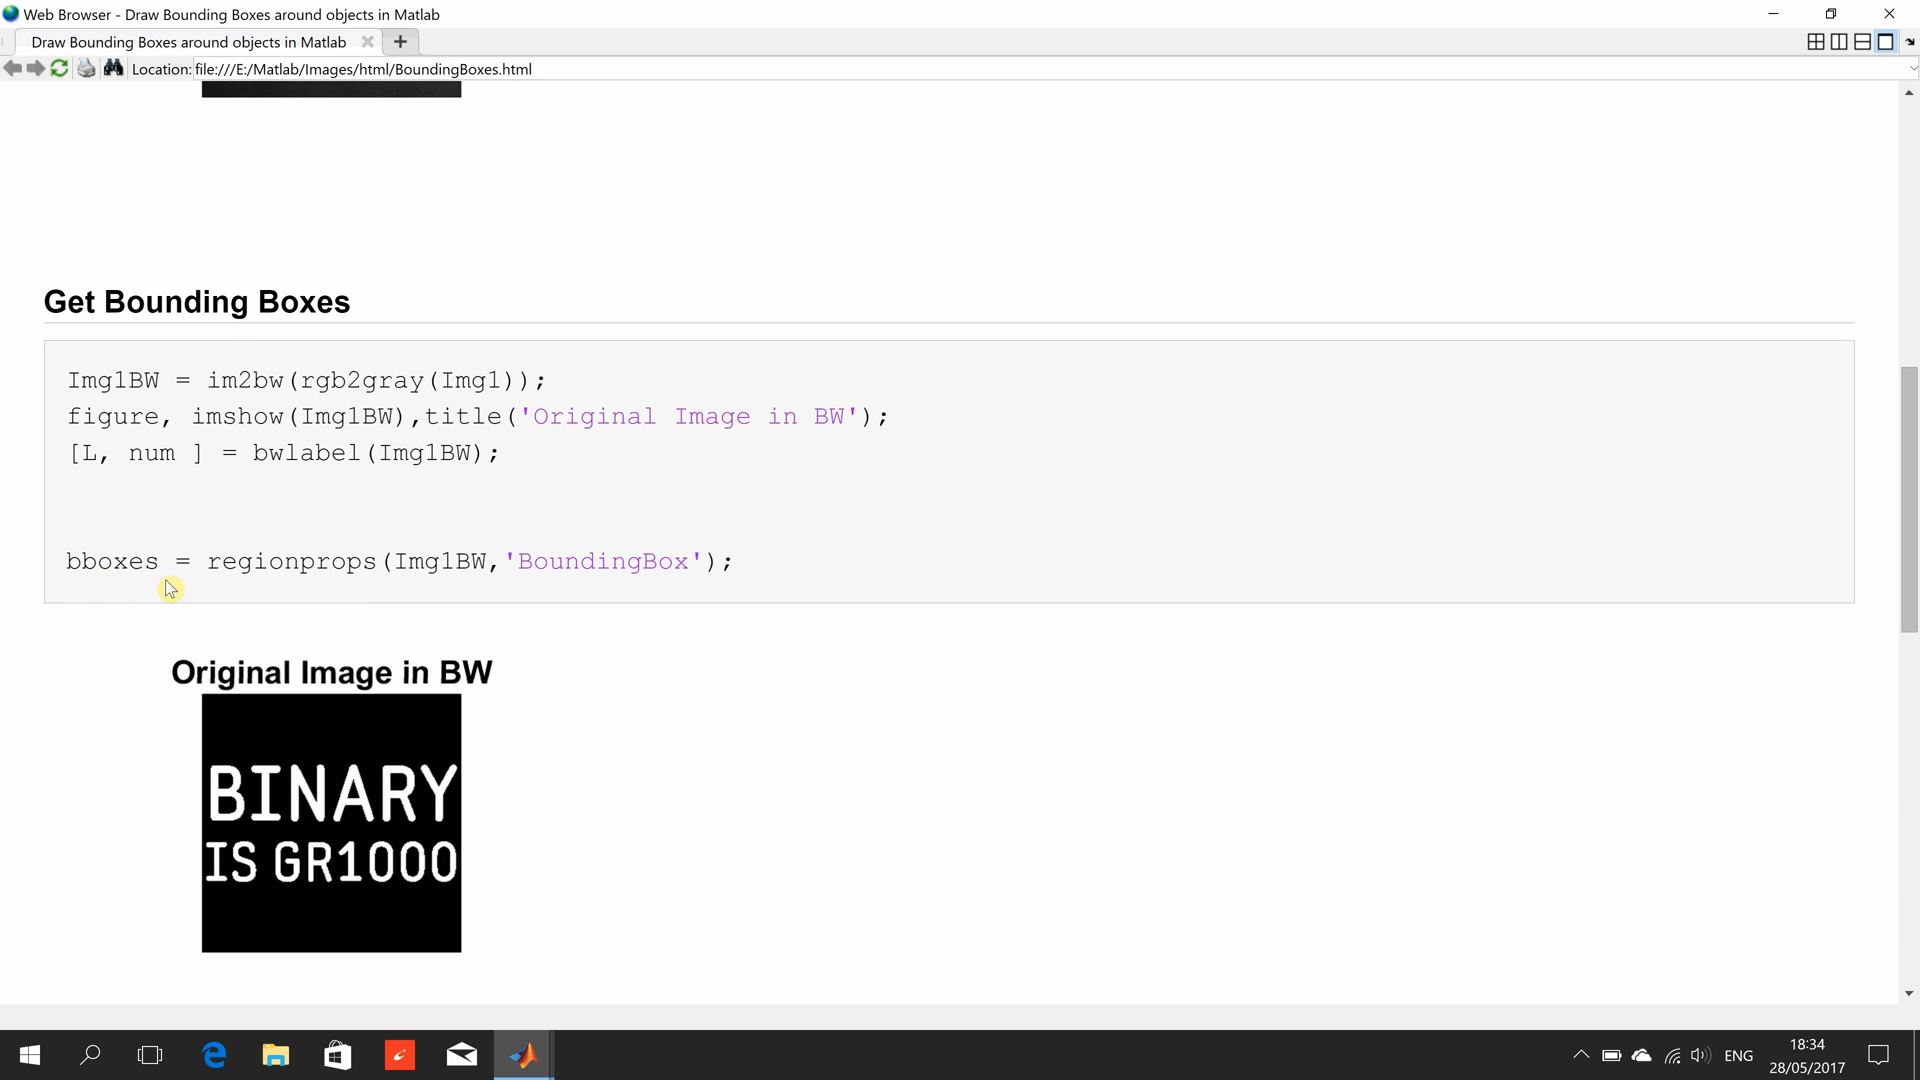 Web Browser - Draw Bounding Boxes around objects in Matlab
Draw Bounding Boxes around objects in Matlab
Location: file:///E:/Matlab/Images/html/BoundingBoxes.html
Get Bounding Boxes
Img1BW = im2bw(rgb2gray(Img1));
figure, imshow(Img1BW),title('Original Image in BW');
[L, num ] = bwlabel(Img1BW);
bboxes = regionprops(Img1BW,'BoundingBox');
Original Image in BW
BINARY
IS GR1000
ENG
18:34
28/05/2017